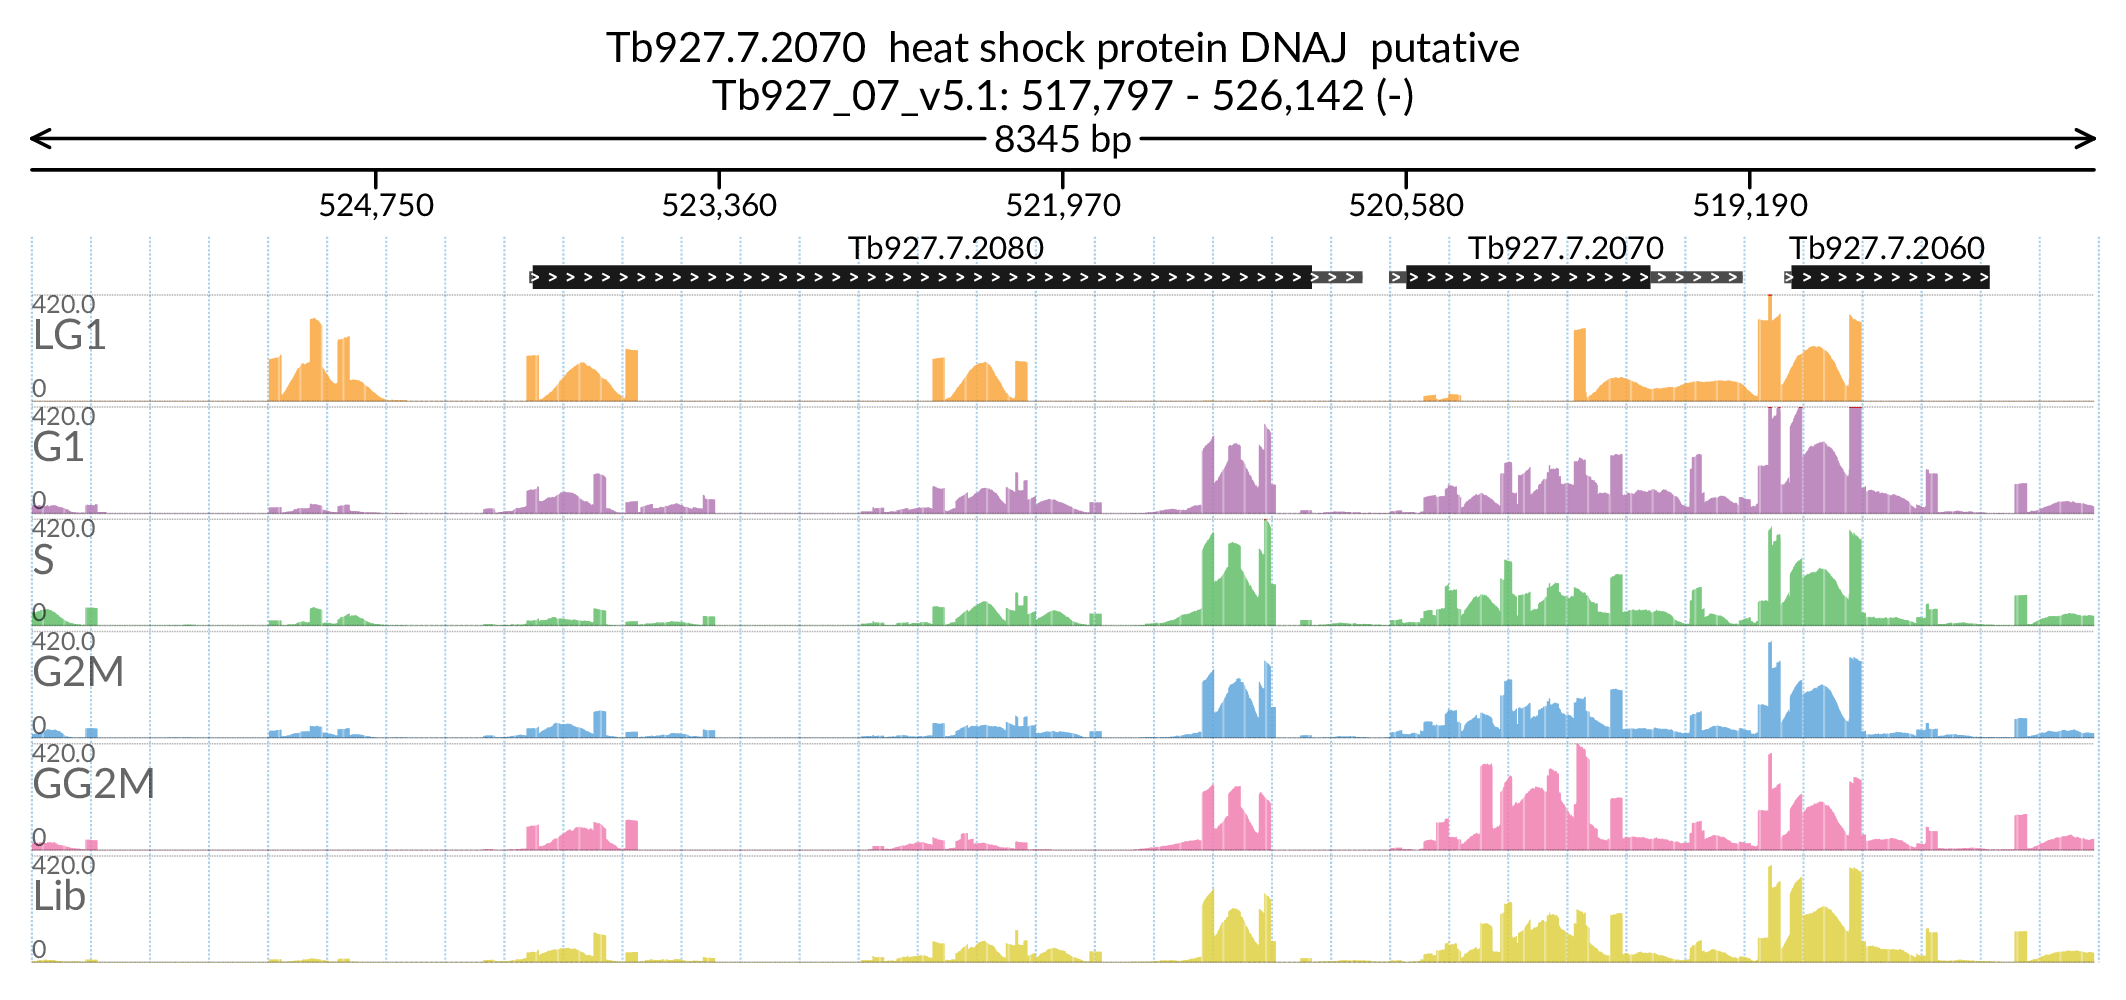 Tb927.7.2070 heat shock protein DNAJ putative
Tb927_07_v5.1: 517,797 - 526,142 (-)
8345 bp
524,750 523,360 521,970 520,580 519,190
Tb927.7.2080 Tb927.7.2070 Tb927.7.2060
420.0
LG1
0
420.0
G1
0
420.0
S
0
420.0
G2M
0
420.0
GG2M
0
420.0
Lib
0